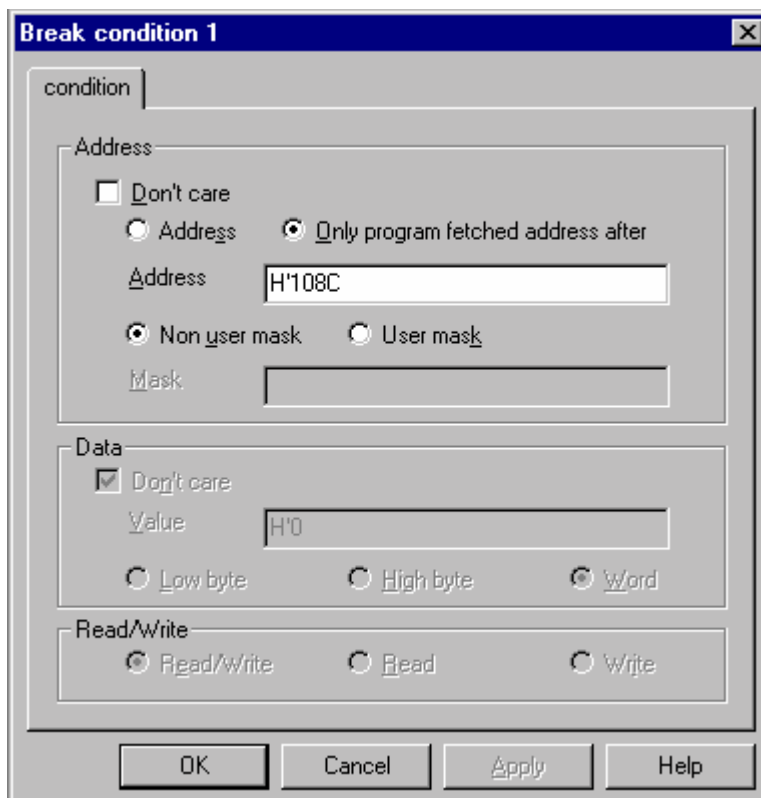 Break condition 1
condition
Address
Don't care
Address Only program fetched address after
Address H'108C
Non user mask User mask
Mask
Data
Don't care
Value H'0
Low byte High byte Word
Read/Write
Read/Write Read Write
OK Cancel Apply Help